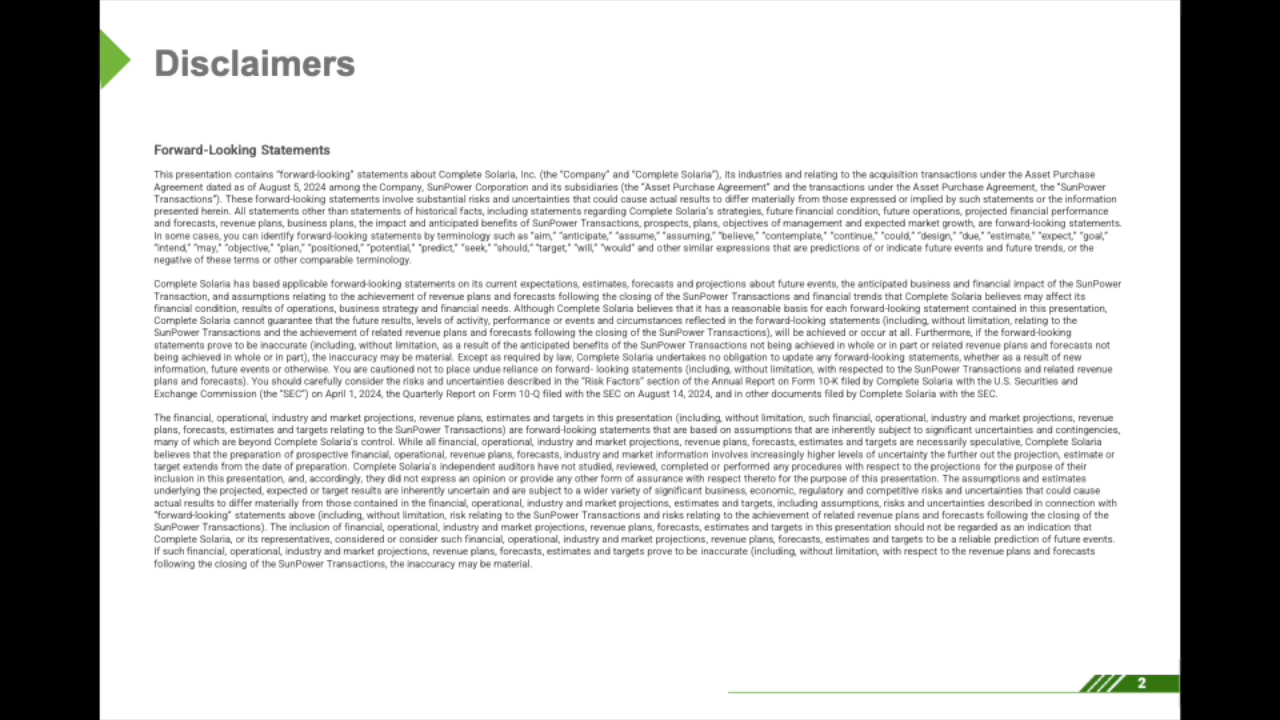 Disclaimers
Forward-Looking Statements
This presentation contains “forward-looking” statements about Complete Solaria, Inc. (the “Company” and “Complete Solaria”), its industries and relating to the acquisition transactions under the Asset Purchase
Agreement dated as of August 5, 2024 among the Company, SunPower Corporation and its subsidiaries (the “Asset Purchase Agreement” and the transactions under the Asset Purchase Agreement, the “SunPower
Transactions”). These forward-looking statements involve substantial risks and uncertainties that could cause actual results to differ materially from those expressed or implied by such statements or the information
presented herein. All statements other than statements of historical facts, including statements regarding Complete Solaria's strategies, future financial condition, future operations, projected financial performance
and forecasts, revenue plans, business plans, the impact and anticipated benefits of SunPower Transactions, prospects, plans, objectives of management and expected market growth, are forward-looking statements.
In some cases, you can identify forward-looking statements by terminology such as “aim,” “anticipate,” “assume,” “assuming,” “believe,” “contemplate,” “continue,” “could,” “design,” “due,” “estimate,” “expect,” “goal,”
“intend,” “may,” “objective,” “plan,” “positioned,” “potential,” “predict,” “seek,” “should,” “target,” “will,” “would” and other similar expressions that are predictions of or indicate future events and future trends, or the
negative of these terms or other comparable terminology.
Complete Solaria has based applicable forward-looking statements on its current expectations, estimates, forecasts and projections about future events, the anticipated business and financial impact of the SunPower
Transaction, and assumptions relating to the achievement of revenue plans and forecasts following the closing of the SunPower Transactions and financial trends that Complete Solaria believes may affect its
financial condition, results of operations, business strategy and financial needs. Although Complete Solaria believes that it has a reasonable basis for each forward-looking statement contained in this presentation,
Complete Solaria cannot guarantee that the future results, levels of activity, performance or events and circumstances reflected in the forward-looking statements (including, without limitation, relating to the
SunPower Transactions and the achievement of related revenue plans and forecasts following the closing of the SunPower Transactions), will be achieved or occur at all. Furthermore, if the forward-looking
statements prove to be inaccurate (including, without limitation, as a result of the anticipated benefits of the SunPower Transactions not being achieved in whole or in part or related revenue plans and forecasts not
being achieved in whole or in part), the inaccuracy may be material. Except as required by law, Complete Solaria undertakes no obligation to update any forward-looking statements, whether as a result of new
information, future events or otherwise. You are cautioned not to place undue reliance on forward- looking statements (including, without limitation, with respected to the SunPower Transactions and related revenue
plans and forecasts). You should carefully consider the risks and uncertainties described in the “Risk Factors” section of the Annual Report on Form 10-K filed by Complete Solaria with the U.S. Securities and
Exchange Commission (the “SEC”) on April 1, 2024, the Quarterly Report on Form 10-Q filed with the SEC on August 14, 2024, and in other documents filed by Complete Solaria with the SEC.
The financial, operational, industry and market projections, revenue plans, estimates and targets in this presentation (including, without limitation, such financial, operational, industry and market projections, revenue
plans, forecasts, estimates and targets relating to the SunPower Transactions) are forward-looking statements that are based on assumptions that are inherently subject to significant uncertainties and contingencies,
many of which are beyond Complete Solaria's control. While all financial, operational, industry and market projections, revenue plans, forecasts, estimates and targets are necessarily speculative, Complete Solaria
believes that the preparation of prospective financial, operational, revenue plans, forecasts, industry and market information involves increasingly higher levels of uncertainty the further out the projection, estimate or
target extends from the date of preparation. Complete Solaria's independent auditors have not studied, reviewed, completed or performed any procedures with respect to the projections for the purpose of their
inclusion in this presentation, and, accordingly, they did not express an opinion or provide any other form of assurance with respect thereto for the purpose of this presentation. The assumptions and estimates
underlying the projected, expected or target results are inherently uncertain and are subject to a wider variety of significant business, economic, regulatory and competitive risks and uncertainties that could cause
actual results to differ materially from those contained in the financial, operational, industry and market projections, estimates and targets, including assumptions, risks and uncertainties described in connection with
“forward-looking” statements above (including, without limitation, risk relating to the SunPower Transactions and risks relating to the achievement of related revenue plans and forecasts following the closing of the
SunPower Transactions). The inclusion of financial, operational, industry and market projections, revenue plans, forecasts, estimates and targets in this presentation should not be regarded as an indication that
Complete Solaria, or its representatives, considered or consider such financial, operational, industry and market projections, revenue plans, forecasts, estimates and targets to be a reliable prediction of future events.
If such financial, operational, industry and market projections, revenue plans, forecasts, estimates and targets prove to be inaccurate (including, without limitation, with respect to the revenue plans and forecasts
following the closing of the SunPower Transactions, the inaccuracy may be material.
2